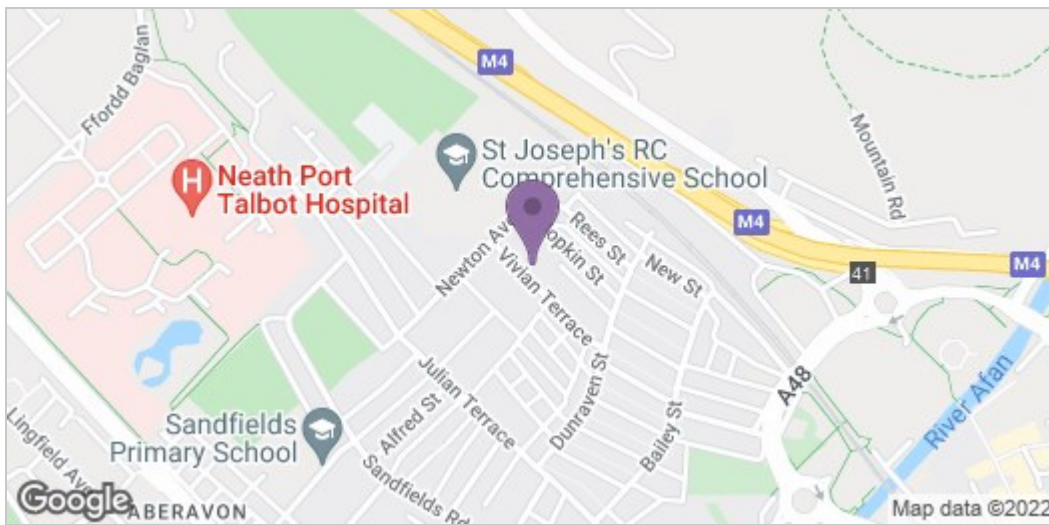 M4
Ffordd Baglan
St Joseph's RC
Comprehensive School
Neath Port
Talbot Hospital
Mountain Rd
M4
Rees St
Hopkin St
Newton Ave
New St
M4
41
Vivian Terrace
Julian Terrace
A48
River Afan
Dunraven St
Alfred St
Bailey St
Sandfields
Primary School
Lingfield Ave
Sandfields Rd
Google
ABERAVON
Map data ©2022